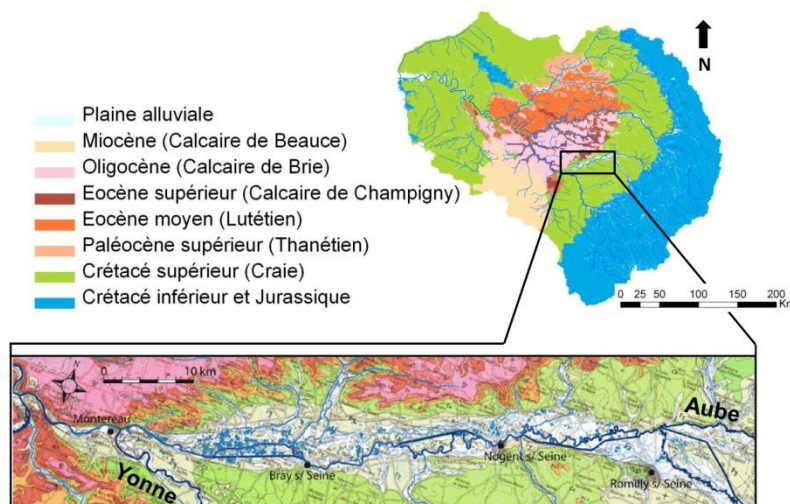 N
Plaine alluviale
Miocène (Calcaire de Beauce)
Oligocène (Calcaire de Brie)
Eocène supérieur (Calcaire de Champigny)
Eocène moyen (Lutétien)
Paléocène supérieur (Thanétien)
Crétacé supérieur (Craie)
Crétacé inférieur et Jurassique
0 25 50 100 150 200
Km
0 10 km
Montereau
Yonne
Bray s/ Seine
Nogent s/ Seine
Aube
Romilly s/ Seine